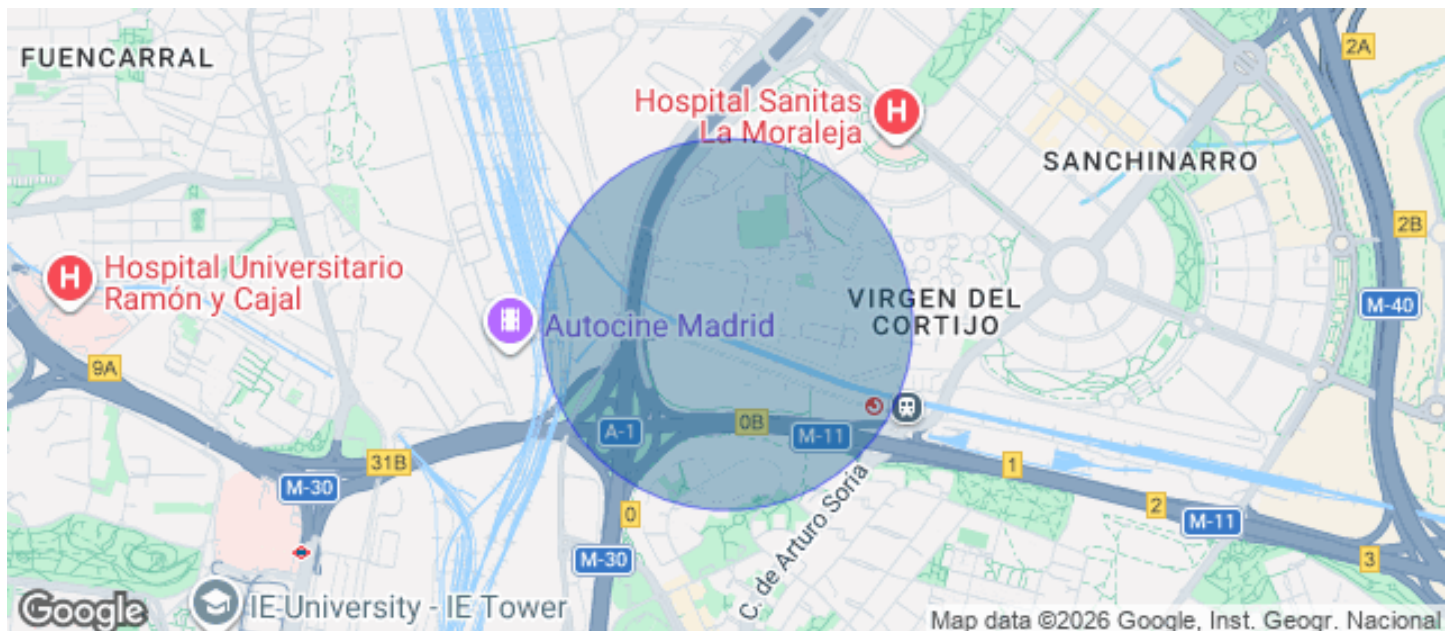 FUENCARRAL
2A
Hospital Sanitas
La Moraleja
H
SANCHINARRO
2B
H
Hospital Universitario
Ramón y Cajal
VIRGEN DEL
CORTIJO
M-40
Autocine Madrid
9A
0B
A-1
M-11
31B
1
M-30
C. de Arturo Soria
2
0
M-11
3
M-30
IE University - IE Tower
Google
Map data ©2026 Google, Inst. Geogr. Nacional